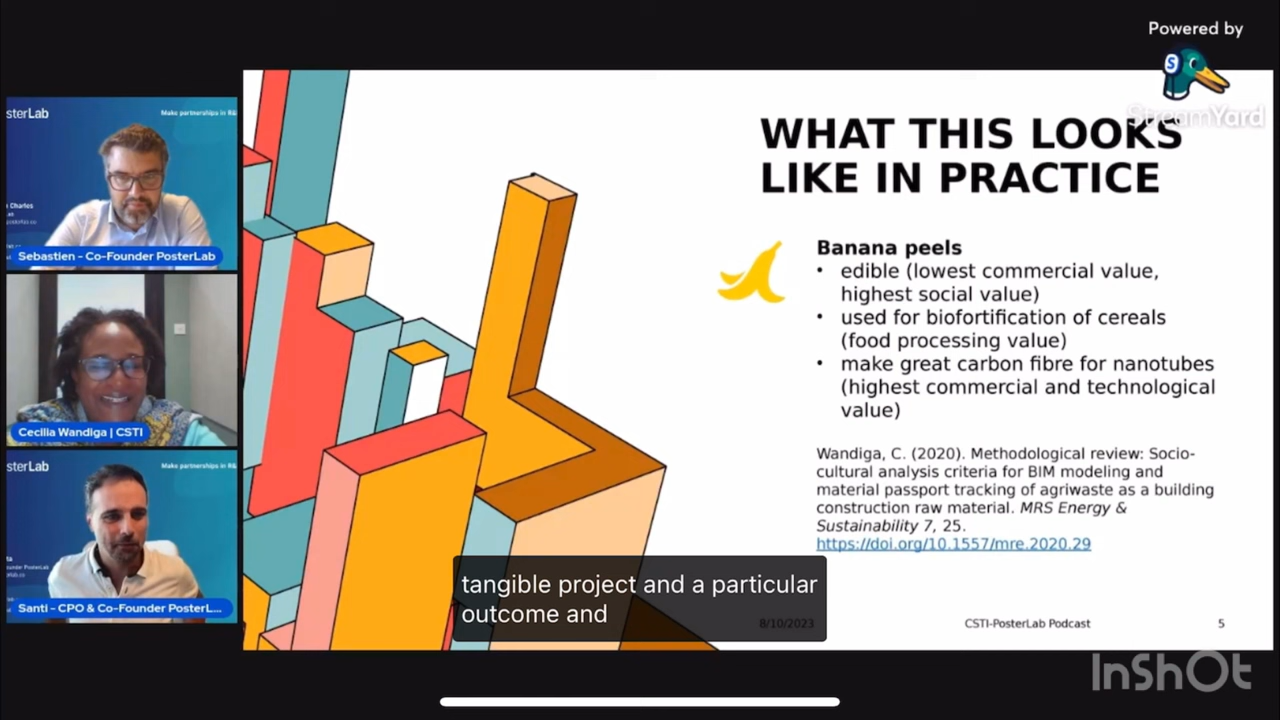 Powered by
S
StreamYard
sterLab
Make partnerships in R&
Charles
Sebastien - Co-Founder PosterLab
Cecilia Wandiga | CSTI
sterLab
Make partnerships in R&
Santi - CPO & Co-Founder PosterL...
WHAT THIS LOOKS
LIKE IN PRACTICE
Banana peels
• edible (lowest commercial value,
highest social value)
• used for biofortification of cereals
(food processing value)
• make great carbon fibre for nanotubes
(highest commercial and technological
value)
Wandiga, C. (2020). Methodological review: Socio-
cultural analysis criteria for BIM modeling and
material passport tracking of agriwaste as a building
construction raw material. MRS Energy &
Sustainability 7, 25.
https://doi.org/10.1557/mre.2020.29
tangible project and a particular
outcome and
8/10/2023
CSTI-PosterLab Podcast
5
InShOt